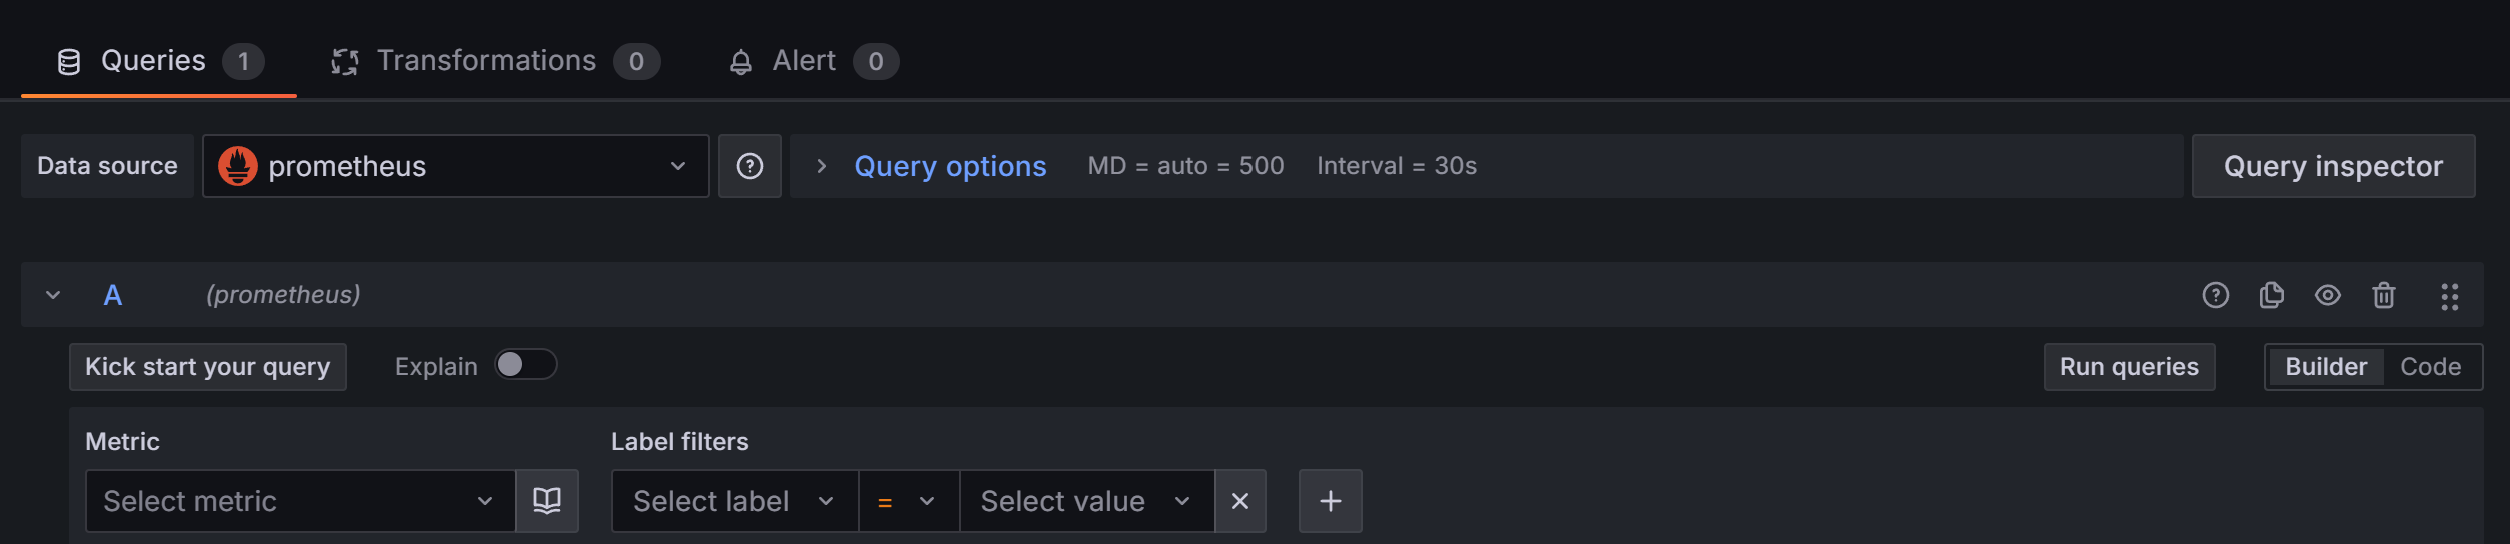 Queries 1 Transformations 0 Alert 0
Data source prometheus Query options MD = auto = 500 Interval = 30s Query inspector
A (prometheus)
Kick start your query Explain Run queries Builder Code
Metric Label filters
Select metric Select label = Select value